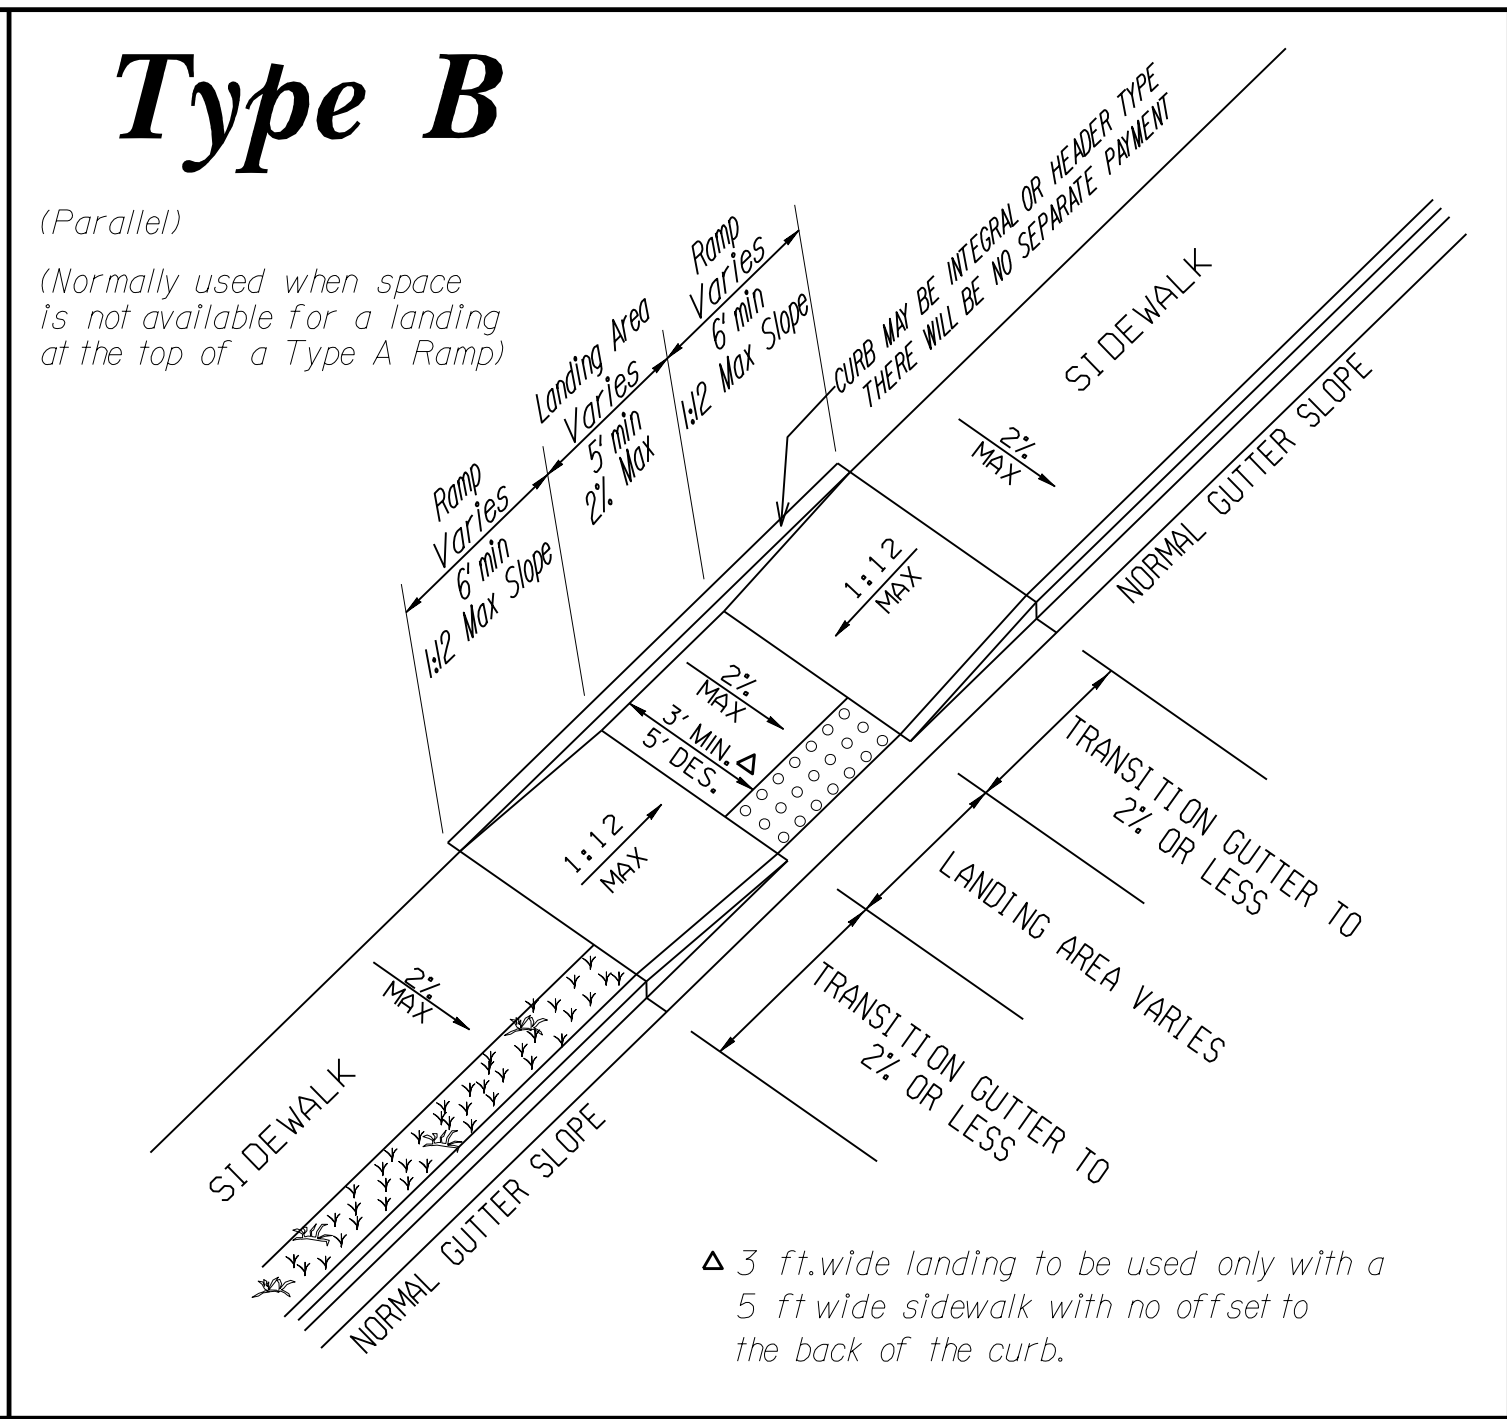 Type B
(Parallel)
(Normally used when space
is not available for a landing
at the top of a Type A Ramp)
Ramp
Varies
6' min
1:12 Max Slope
Landing Area
Varies
5' min
2% Max
Ramp
Varies
6' min
1:12 Max Slope
CURB MAY BE INTEGRAL OR HEADER TYPE
THERE WILL BE NO SEPARATE PAYMENT
SIDEWALK
2%
MAX
NORMAL GUTTER SLOPE
1:12
MAX
2%
MAX
3' MIN. Δ
5' DES.
1:12
MAX
TRANSITION GUTTER TO
2% OR LESS
LANDING AREA VARIES
TRANSITION GUTTER TO
2% OR LESS
2%
MAX
SIDEWALK
NORMAL GUTTER SLOPE
Δ 3 ft. wide landing to be used only with a
5 ft wide sidewalk with no offset to
the back of the curb.